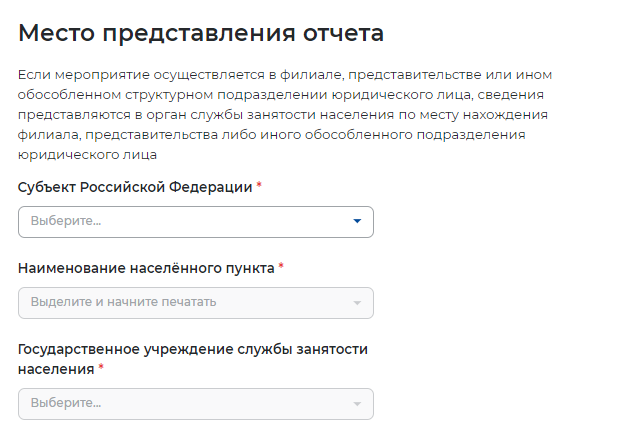 Место представления отчета
Если мероприятие осуществляется в филиале, представительстве или ином
обособленном структурном подразделении юридического лица, сведения
представляются в орган службы занятости населения по месту нахождения
филиала, представительства либо иного обособленного подразделения
юридического лица
Субъект Российской Федерации *
Выберите...
Наименование населённого пункта *
Выделите и начните печатать
Государственное учреждение службы занятости
населения *
Выберите...